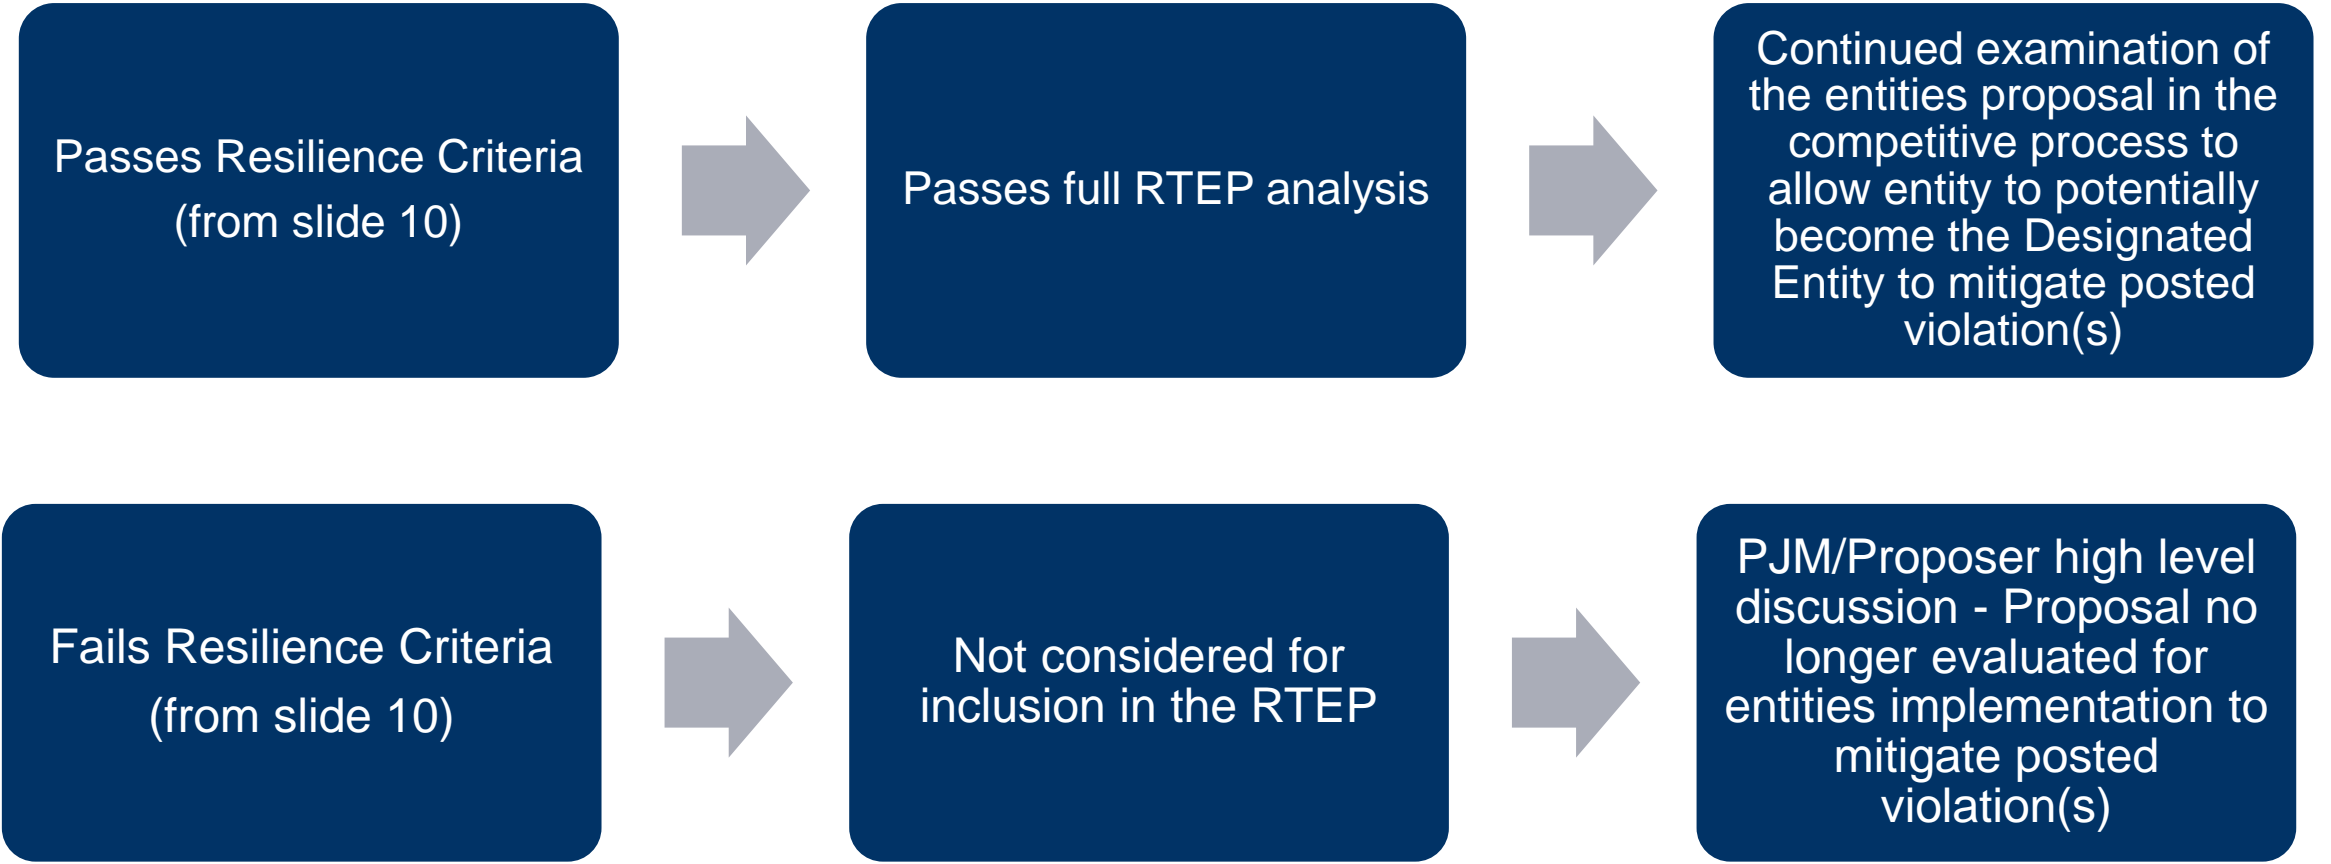 Passes Resilience Criteria
(from slide 10)
Passes full RTEP analysis
Continued examination of
the entities proposal in the
competitive process to
allow entity to potentially
become the Designated
Entity to mitigate posted
violation(s)
Fails Resilience Criteria
(from slide 10)
Not considered for
inclusion in the RTEP
PJM/Proposer high level
discussion - Proposal no
longer evaluated for
entities implementation to
mitigate posted
violation(s)